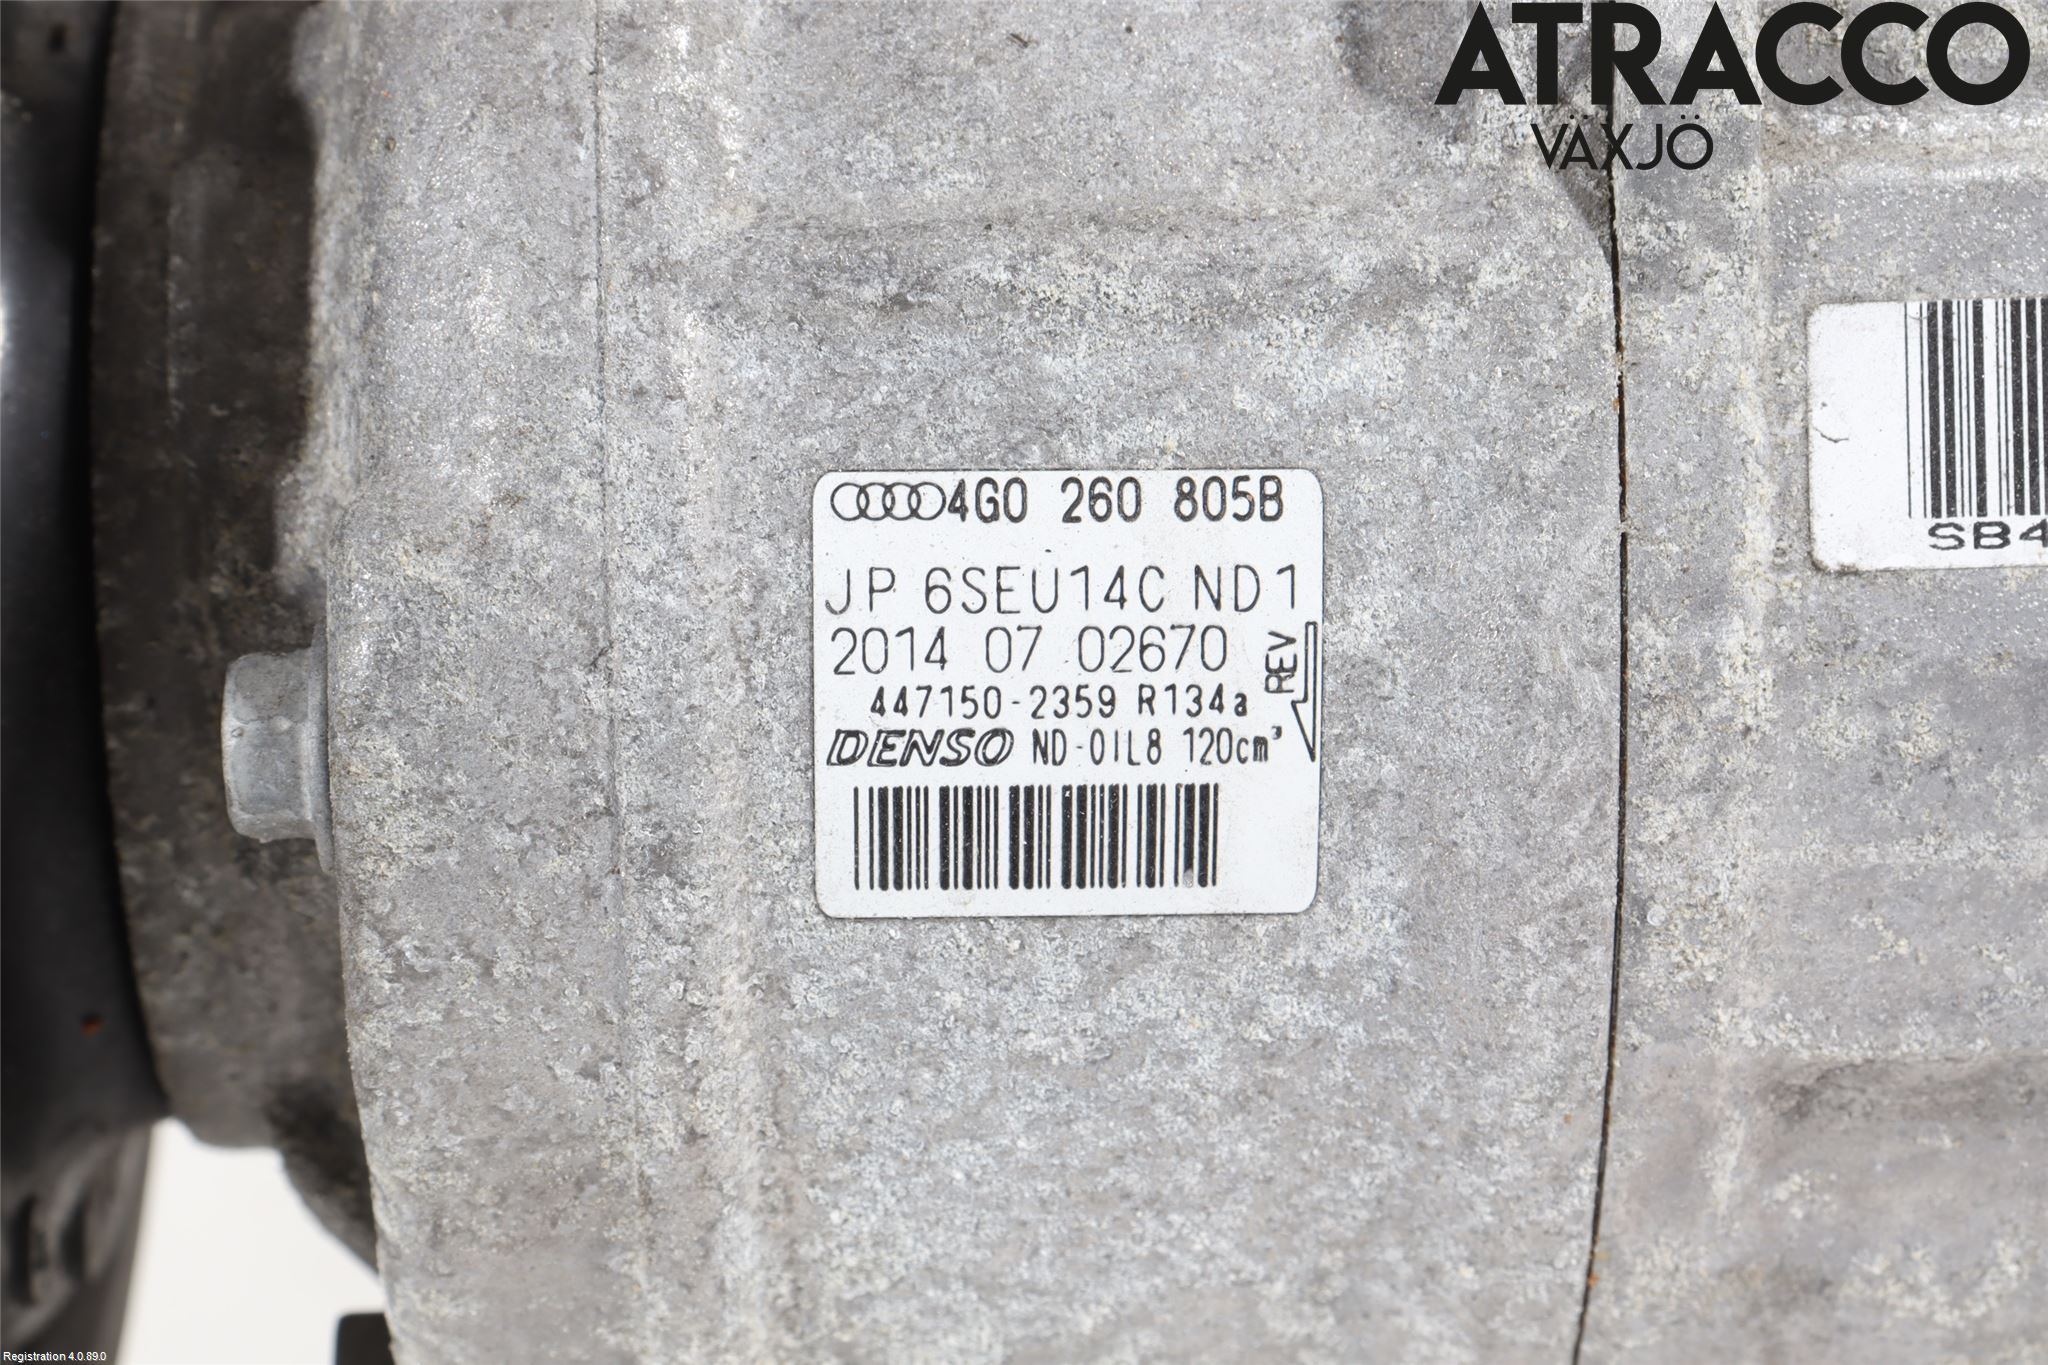 ATRACCO
VÄXJÖ
4G0 260 805B
JP 6SEU14C ND1
2014 07 02670
REV
447150-2359 R134a
DENSO ND-OIL8 120cm³
SB4
Registration 4.0.89.0